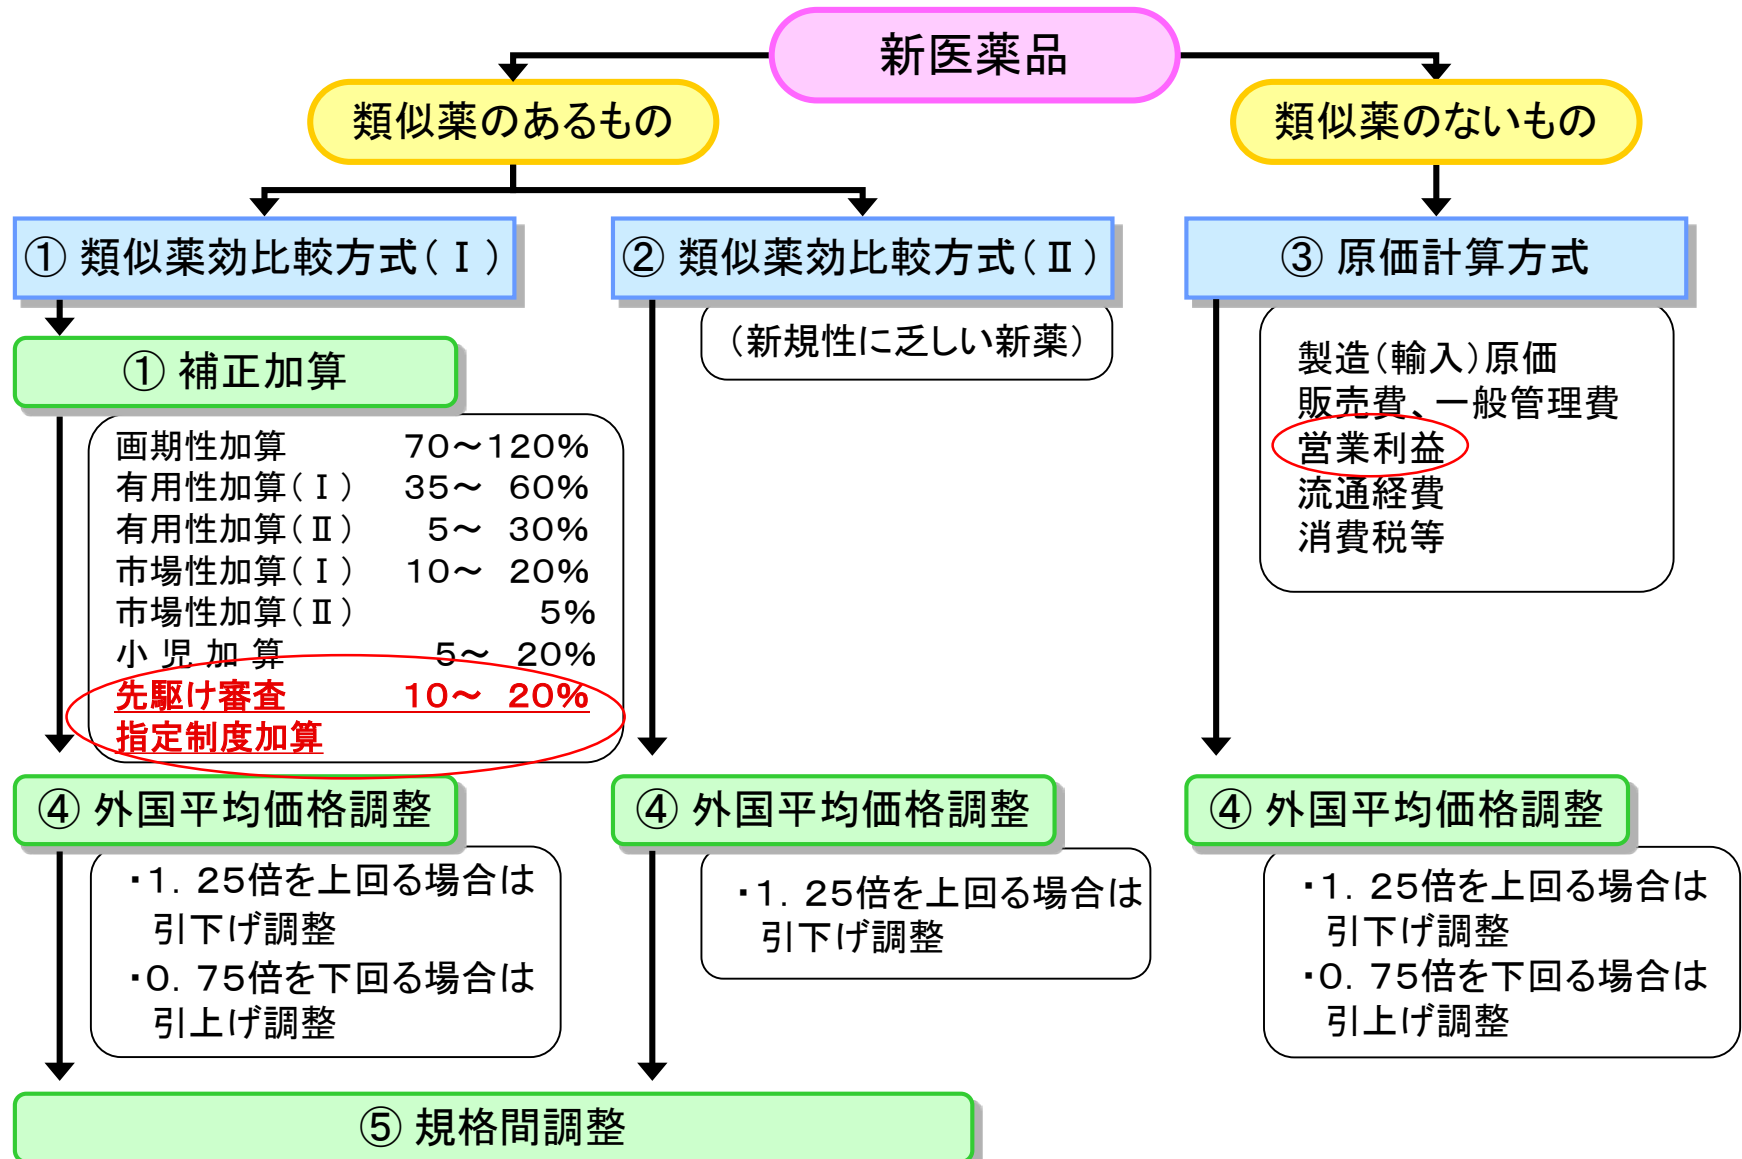 新医薬品
類似薬のあるもの
類似薬のないもの
① 類似薬効比較方式（Ⅰ）
② 類似薬効比較方式（Ⅱ）
③ 原価計算方式
（新規性に乏しい新薬）
① 補正加算
画期性加算 70～120%
有用性加算（Ⅰ） 35～ 60%
有用性加算（Ⅱ） 5～ 30%
市場性加算（Ⅰ） 10～ 20%
市場性加算（Ⅱ） 5%
小 児 加 算 5～ 20%
先駆け審査 10～ 20%
指定制度加算
製造（輸入）原価
販売費、一般管理費
営業利益
流通経費
消費税等
④ 外国平均価格調整
・１．２５倍を上回る場合は
引下げ調整
・０．７５倍を下回る場合は
引上げ調整
④ 外国平均価格調整
・１．２５倍を上回る場合は
引下げ調整
④ 外国平均価格調整
・１．２５倍を上回る場合は
引下げ調整
・０．７５倍を下回る場合は
引上げ調整
⑤ 規格間調整